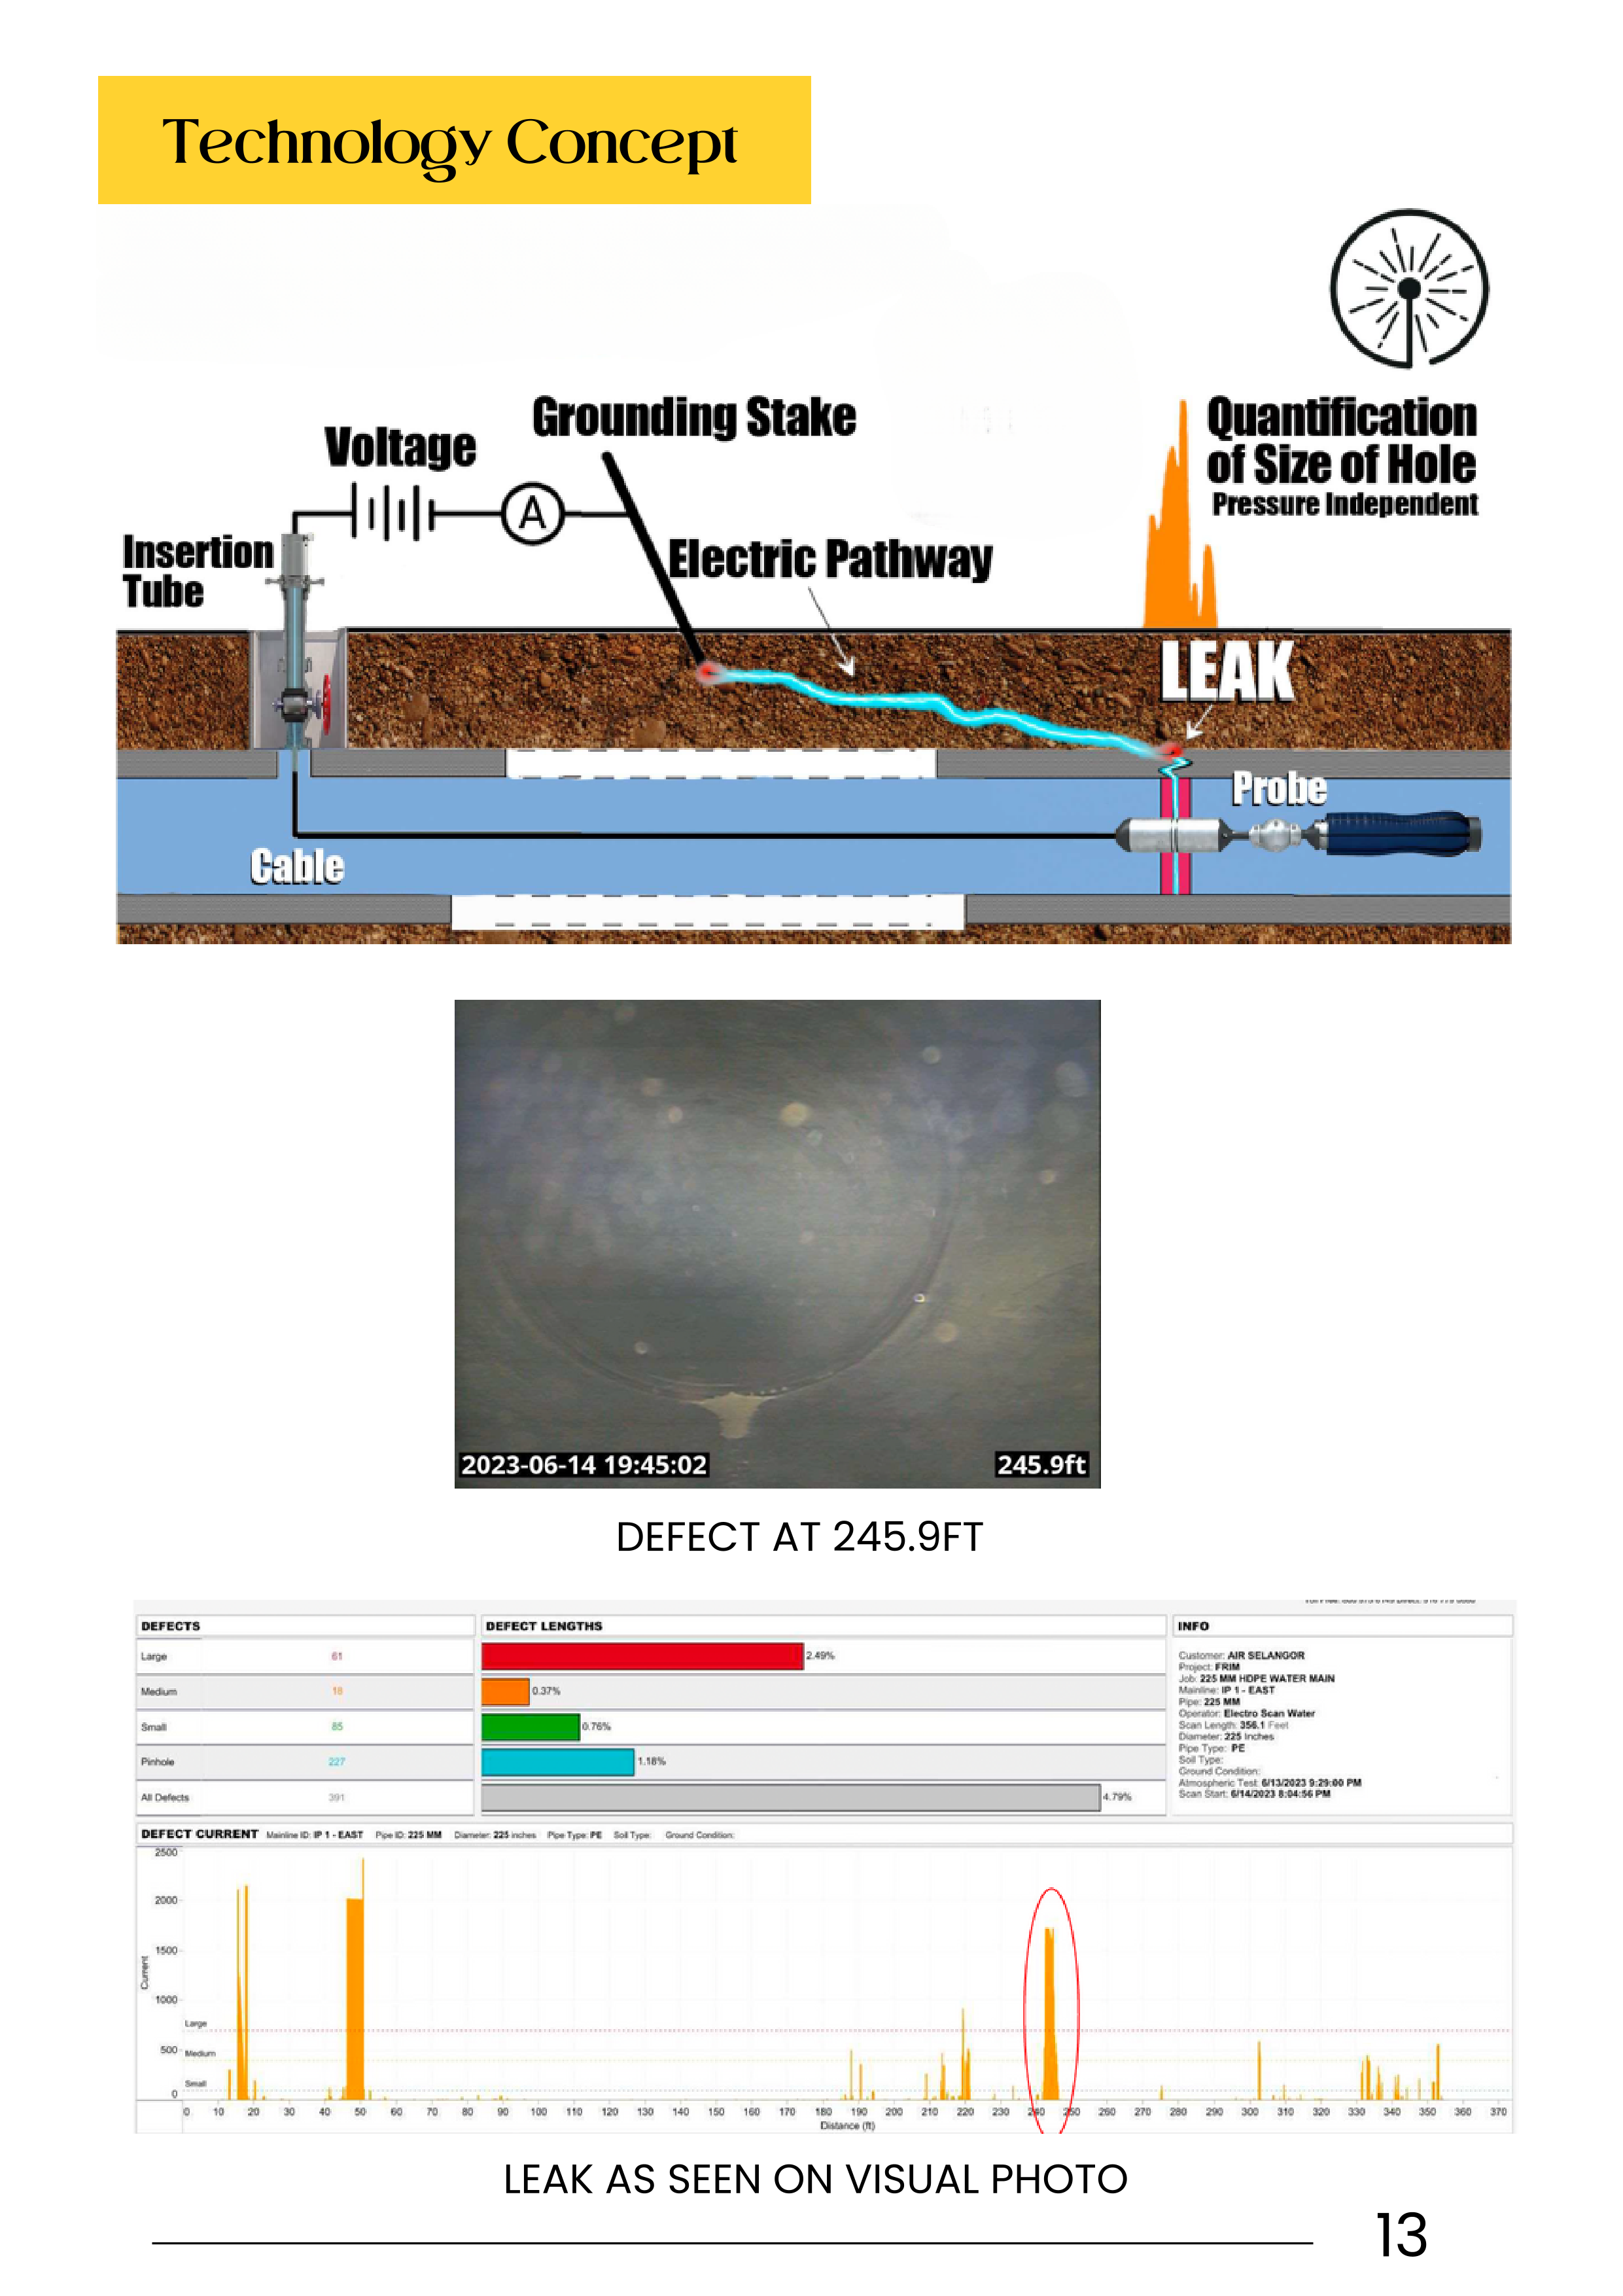 Technology Concept
Voltage
Grounding Stake
A
Insertion
Tube
Electric Pathway
Quantification
of Size of Hole
Pressure Independent
LEAK
Probe
Cable
2023-06-14 19:45:02
245.9ft
DEFECT AT 245.9FT
DEFECTS
Large 61
Medium 18
Small 85
Pinhole 227
All Defects 391
DEFECT LENGTHS
2.49%
0.37%
0.76%
1.18%
4.79%
INFO
Customer: AIR SELANGOR
Project: FRIM
Job: 225 MM HDPE WATER MAIN
Mainline: IP 1 - EAST
Pipe: 225 MM
Operator: Electro Scan Water
Scan Length: 356.1 Feet
Diameter: 225 Inches
Pipe Type: PE
Soil Type:
Ground Condition:
Atmospheric Test: 6/13/2023 9:29:00 PM
Scan Start: 6/14/2023 8:04:56 PM
DEFECT CURRENT Mainline ID: IP 1 - EAST Pipe ID: 225 MM Diameter: 225 inches Pipe Type: PE Soil Type: Ground Condition:
2500
2000
1500
Current
1000
Large
500
Medium
Small
0
0 10 20 30 40 50 60 70 80 90 100 110 120 130 140 150 160 170 180 190 200 210 220 230 240 250 260 270 280 290 300 310 320 330 340 350 360 370
Distance (ft)
LEAK AS SEEN ON VISUAL PHOTO
13